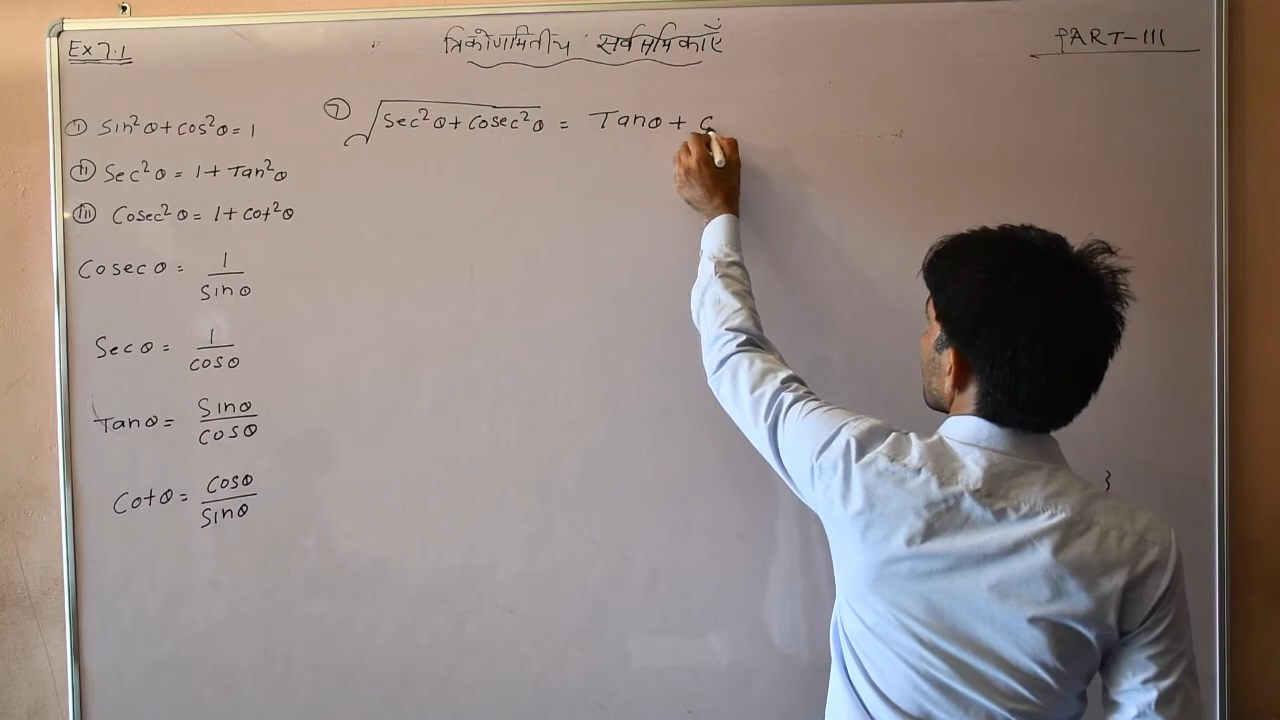 Ex 7.1
त्रिकोणमितीय सर्वसमिकाएँ
PART-III
(i) Sin²θ + cos²θ = 1
(ii) Sec²θ = 1 + Tan²θ
(iii) Cosec²θ = 1 + cot²θ
Cosecθ = 1/Sinθ
Secθ = 1/cosθ
Tanθ = Sinθ/cosθ
Cotθ = cosθ/Sinθ
(7) √(Sec²θ + Cosec²θ) = Tanθ + C